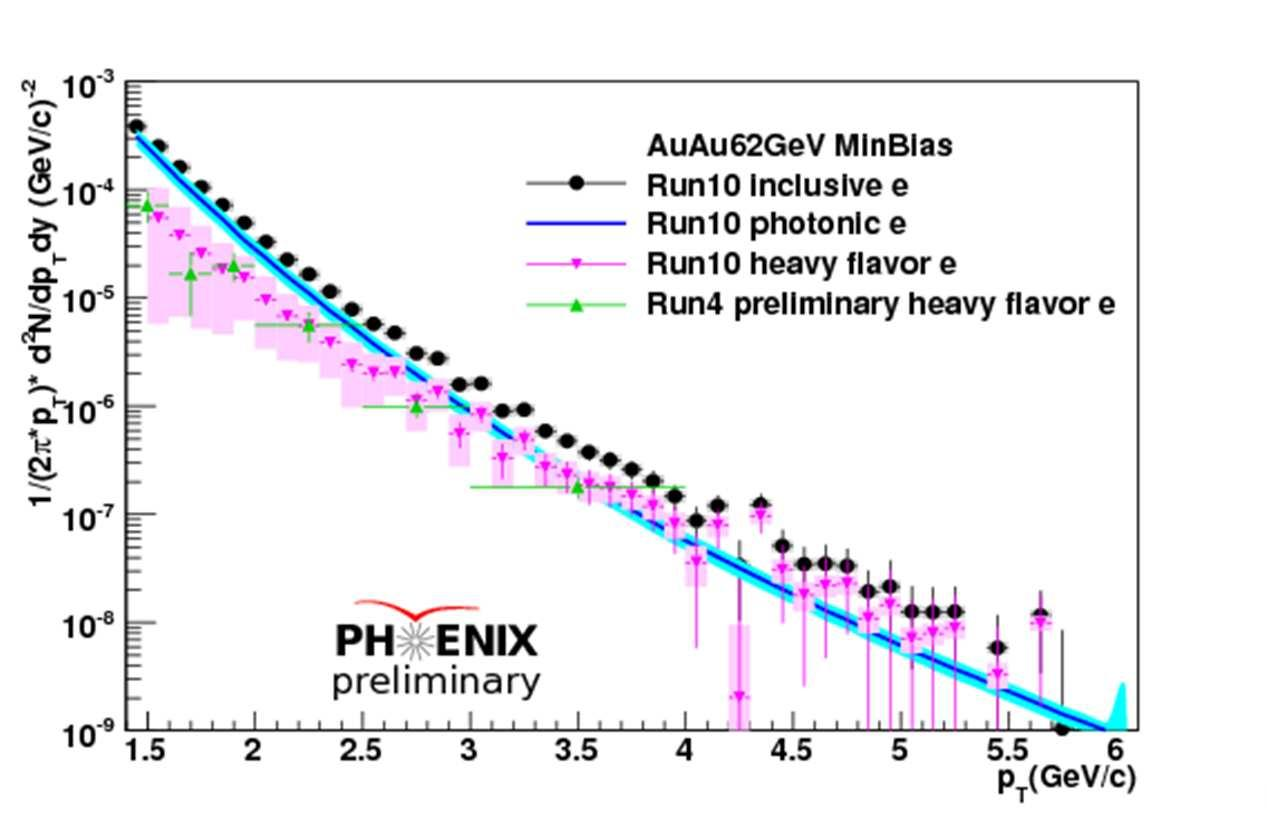 1/(2π*p_T)* d²N/dp_Tdy (GeV/c)⁻²
10⁻³
10⁻⁴
10⁻⁵
10⁻⁶
10⁻⁷
10⁻⁸
10⁻⁹
AuAu62GeV MinBias
Run10 inclusive e
Run10 photonic e
Run10 heavy flavor e
Run4 preliminary heavy flavor e
PHENIX
preliminary
1.5 2 2.5 3 3.5 4 4.5 5 5.5 6
p_T(GeV/c)